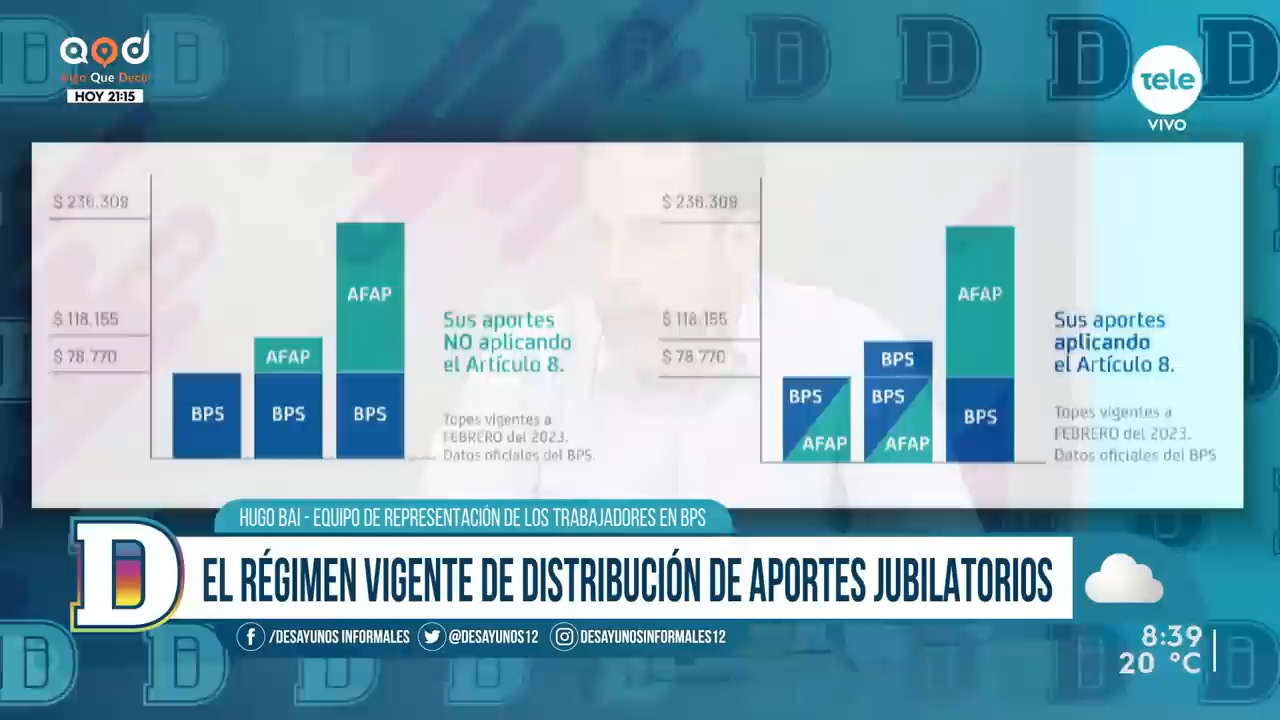 aqd
Algo Que Decir
HOY 21:15
tele
VIVO
$ 236.309
$ 118.155
$ 78.770
BPS
AFAP
BPS
AFAP
BPS
Sus aportes
NO aplicando
el Artículo 8.
Topes vigentes a
FEBRERO del 2023.
Datos oficiales del BPS.
$ 236.309
$ 118.155
$ 78.770
BPS
AFAP
BPS
BPS
AFAP
AFAP
BPS
Sus aportes
aplicando
el Artículo 8.
Topes vigentes a
FEBRERO del 2023.
Datos oficiales del BPS
HUGO BAI - EQUIPO DE REPRESENTACIÓN DE LOS TRABAJADORES EN BPS
D
EL RÉGIMEN VIGENTE DE DISTRIBUCIÓN DE APORTES JUBILATORIOS
/DESAYUNOS INFORMALES @DESAYUNOS12 DESAYUNOSINFORMALES12
8:39
20 °C